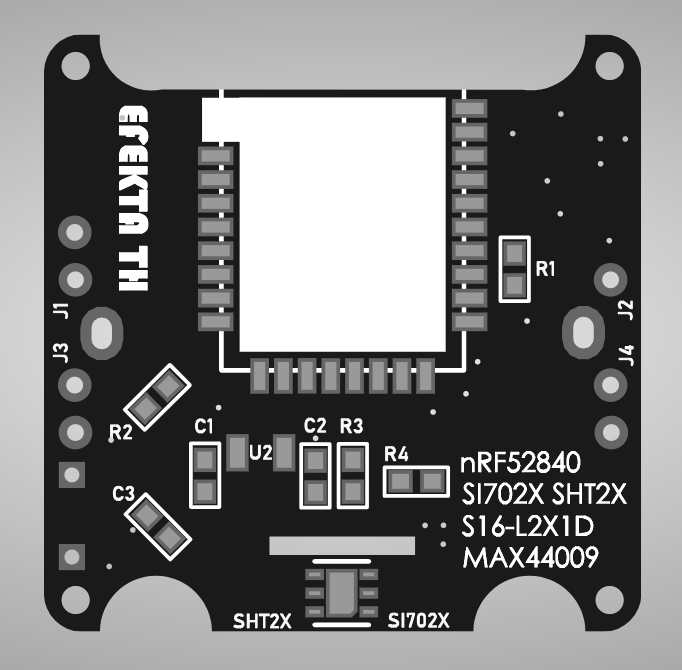 EFEKTA TH
R1
J1
J2
J3
J4
R2
C1
U2
C2
R3
R4
C3
nRF52840
SI702X SHT2X
S16-L2X1D
MAX44009
SHT2X
SI702X